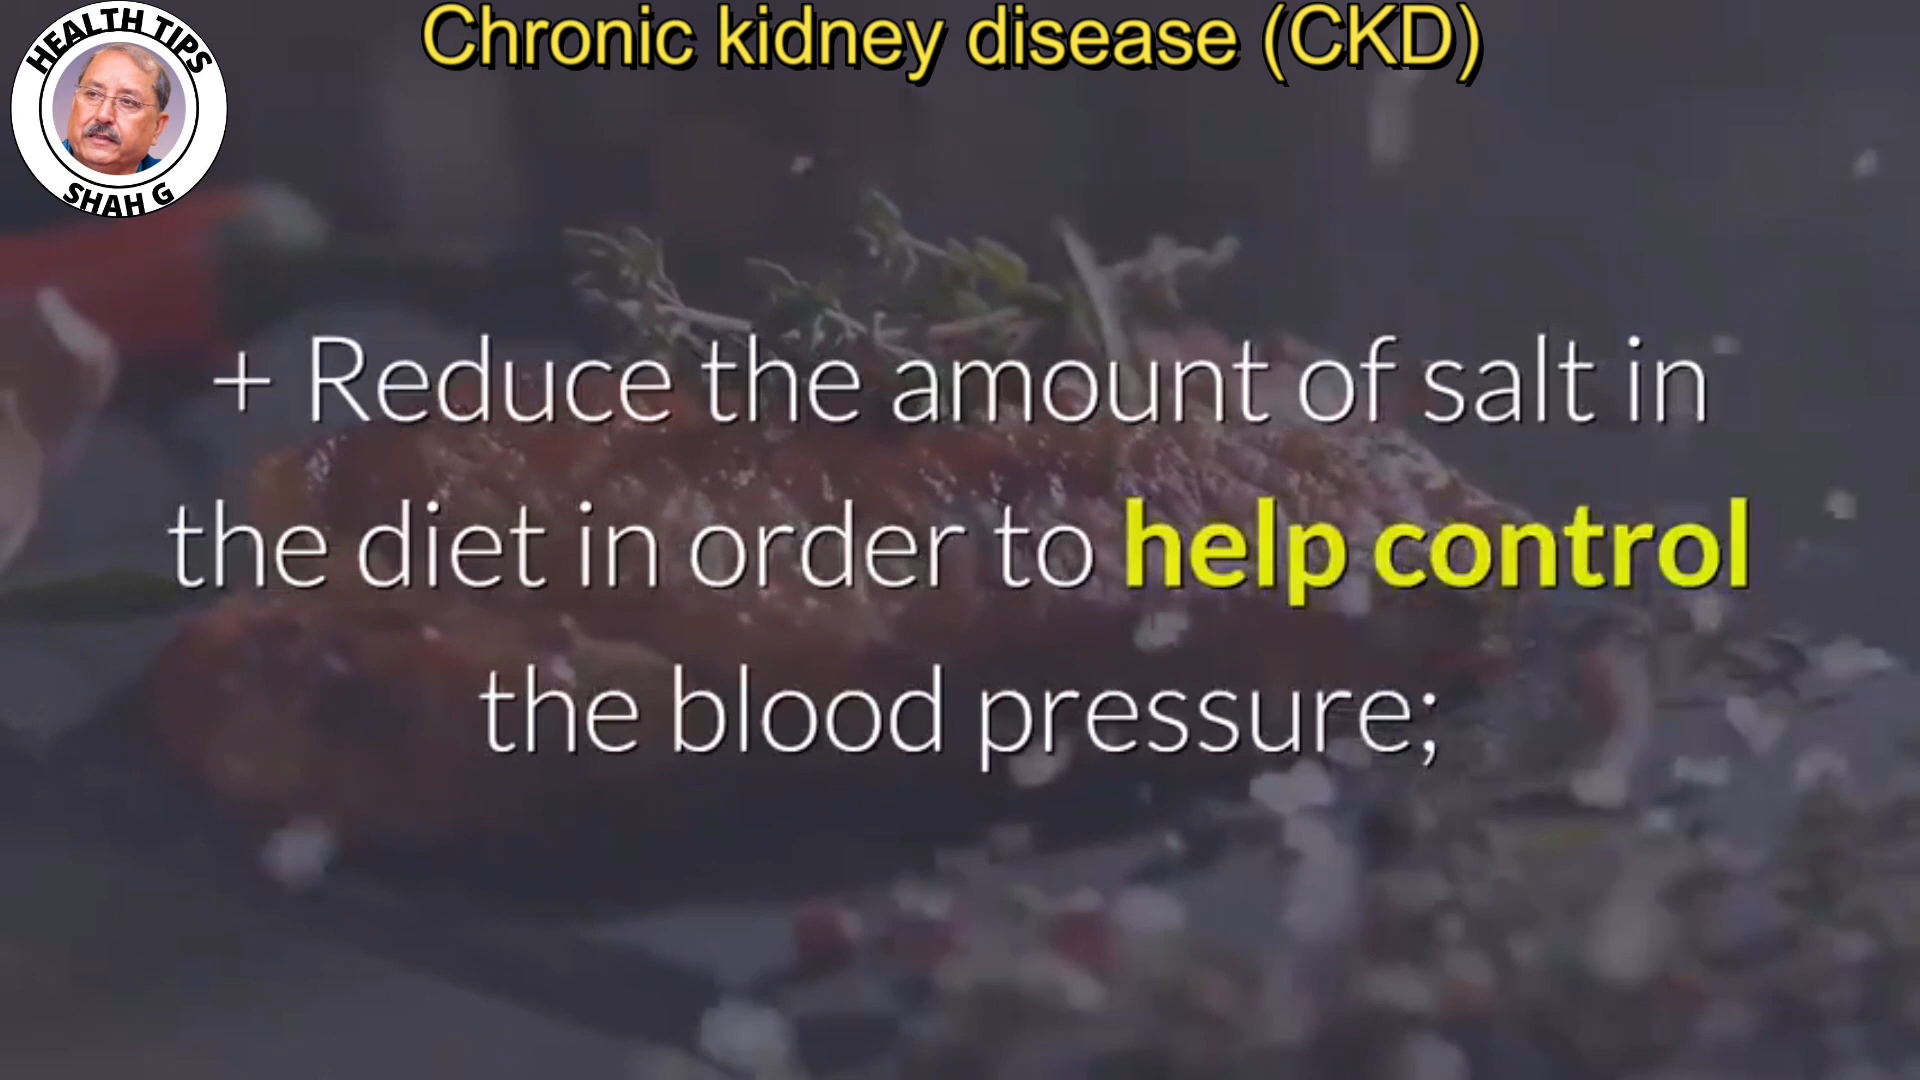 HEALTH TIPS
SHAH G
Chronic kidney disease (CKD)
+ Reduce the amount of salt in
the diet in order to help control
the blood pressure;